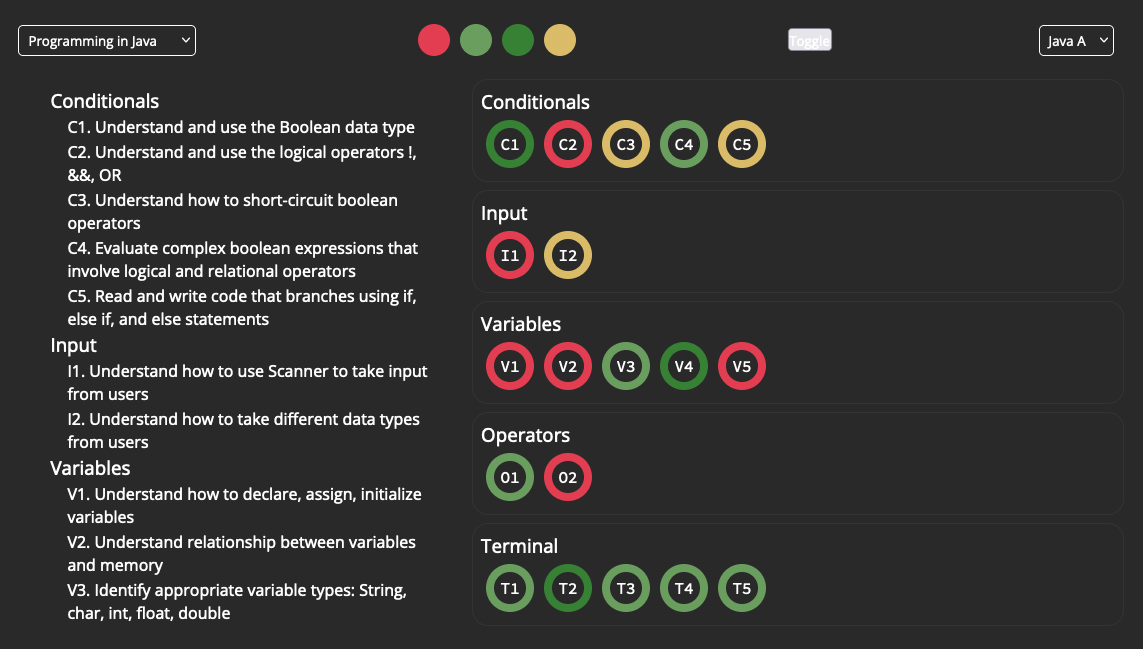 Programming in Java
Toggle
Java A
Conditionals
C1. Understand and use the Boolean data type
C2. Understand and use the logical operators !,
&&, OR
C3. Understand how to short-circuit boolean
operators
C4. Evaluate complex boolean expressions that
involve logical and relational operators
C5. Read and write code that branches using if,
else if, and else statements
Input
I1. Understand how to use Scanner to take input
from users
I2. Understand how to take different data types
from users
Variables
V1. Understand how to declare, assign, initialize
variables
V2. Understand relationship between variables
and memory
V3. Identify appropriate variable types: String,
char, int, float, double
Conditionals
C1 C2 C3 C4 C5
Input
I1 I2
Variables
V1 V2 V3 V4 V5
Operators
O1 O2
Terminal
T1 T2 T3 T4 T5